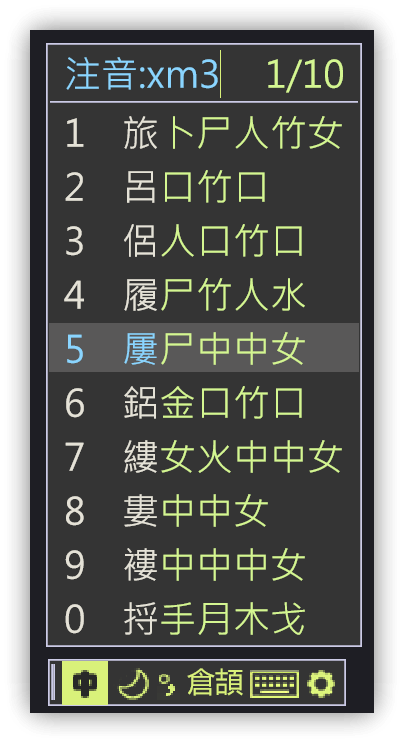 注音:xm3 1/10
1 旅卜尸人竹女
2 呂口竹口
3 侶人口竹口
4 履尸竹人水
5 屢尸中中女
6 鋁金口竹口
7 縷女火中中女
8 婁中中女
9 褸中中中女
0 捋手月木戈
中 倉頡